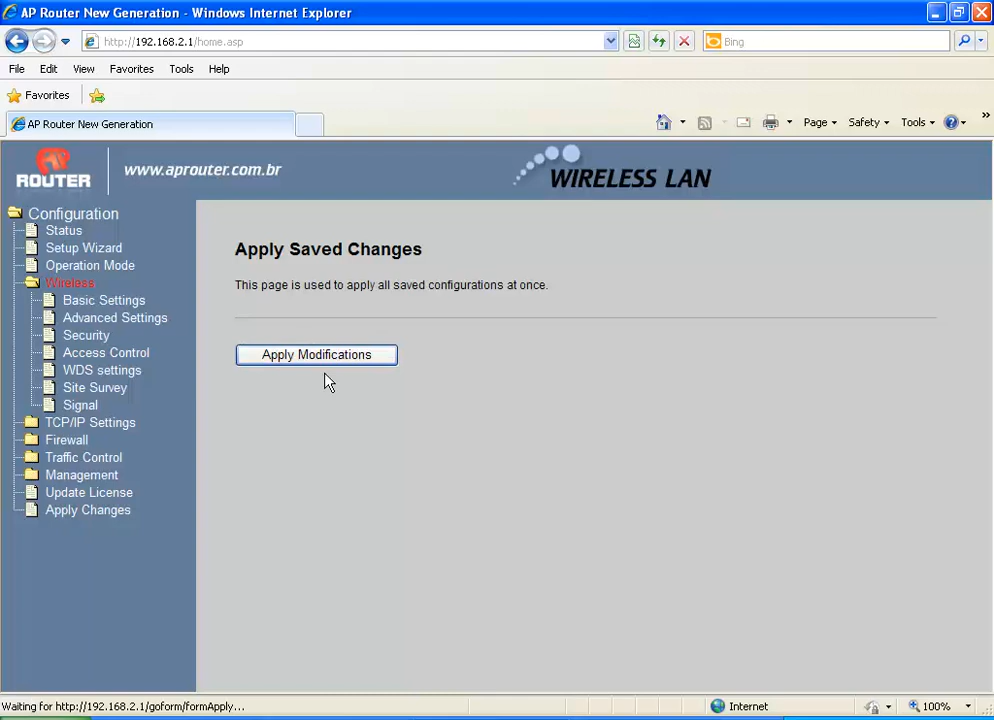 AP Router New Generation - Windows Internet Explorer
http://192.168.2.1/home.asp
Bing
File Edit View Favorites Tools Help
Favorites
AP Router New Generation
Page Safety Tools »
AP
ROUTER
www.aprouter.com.br
WIRELESS LAN
Configuration
Status
Setup Wizard
Operation Mode
Wireless
Basic Settings
Advanced Settings
Security
Access Control
WDS settings
Site Survey
Signal
TCP/IP Settings
Firewall
Traffic Control
Management
Update License
Apply Changes
Apply Saved Changes
This page is used to apply all saved configurations at once.
Apply Modifications
Waiting for http://192.168.2.1/goform/formApply...
Internet
100%